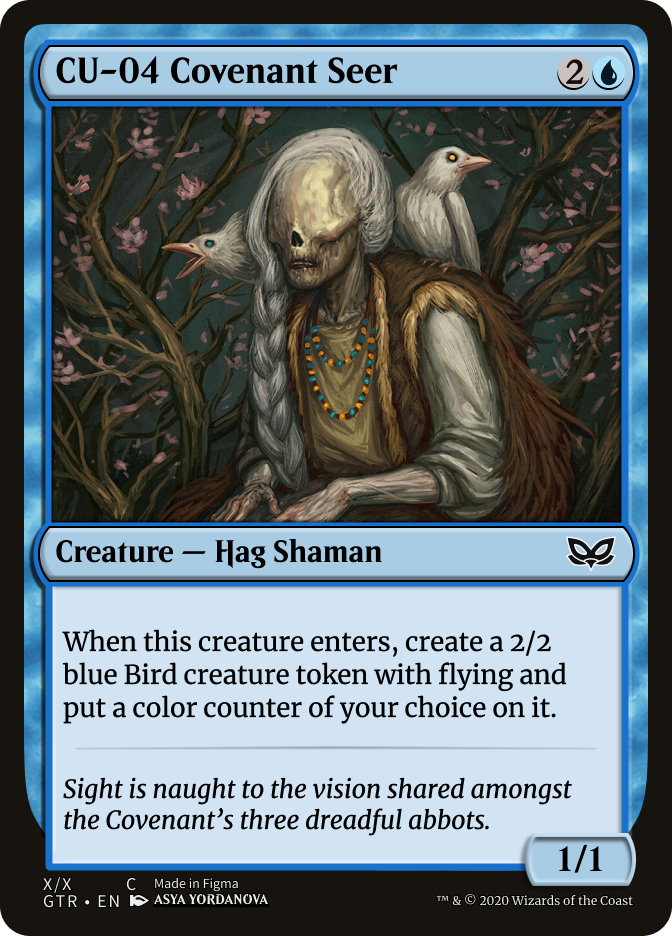 CU-04 Covenant Seer 2
Creature — Hag Shaman
When this creature enters, create a 2/2
blue Bird creature token with flying and
put a color counter of your choice on it.
Sight is naught to the vision shared amongst
the Covenant's three dreadful abbots.
1/1
X/X C Made in Figma
GTR • EN ASYA YORDANOVA ™ & © 2020 Wizards of the Coast